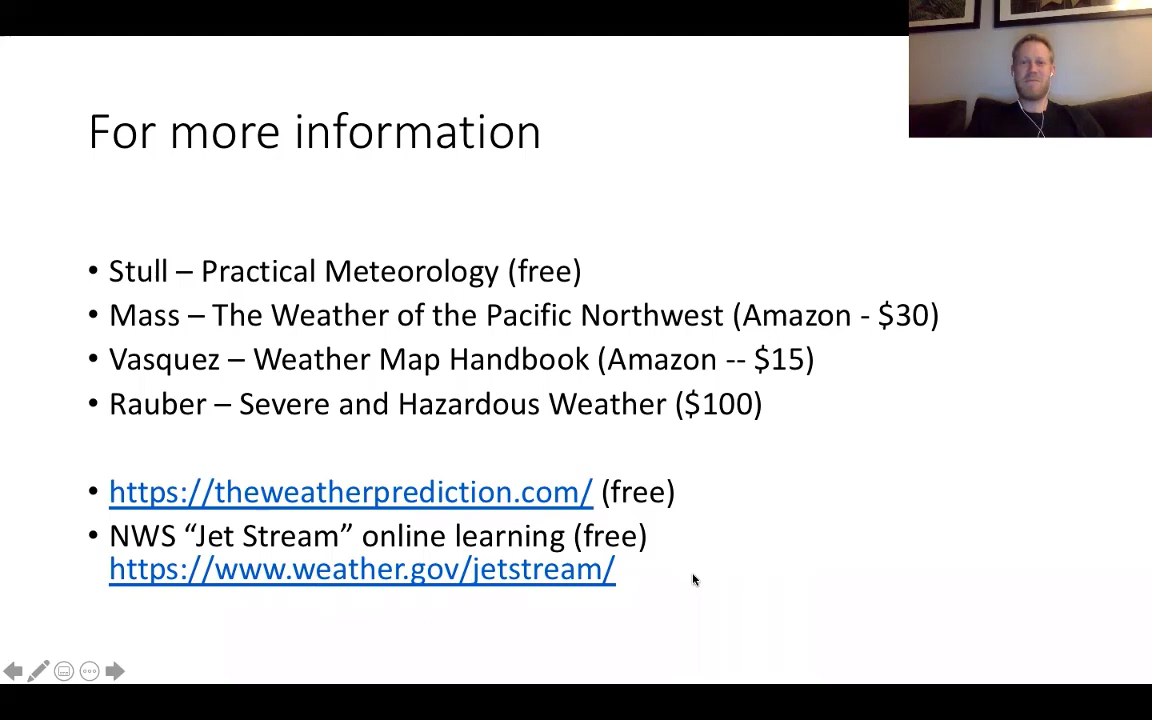 For more information
• Stull – Practical Meteorology (free)
• Mass – The Weather of the Pacific Northwest (Amazon - $30)
• Vasquez – Weather Map Handbook (Amazon -- $15)
• Rauber – Severe and Hazardous Weather ($100)
• https://theweatherprediction.com/ (free)
• NWS “Jet Stream” online learning (free)
https://www.weather.gov/jetstream/